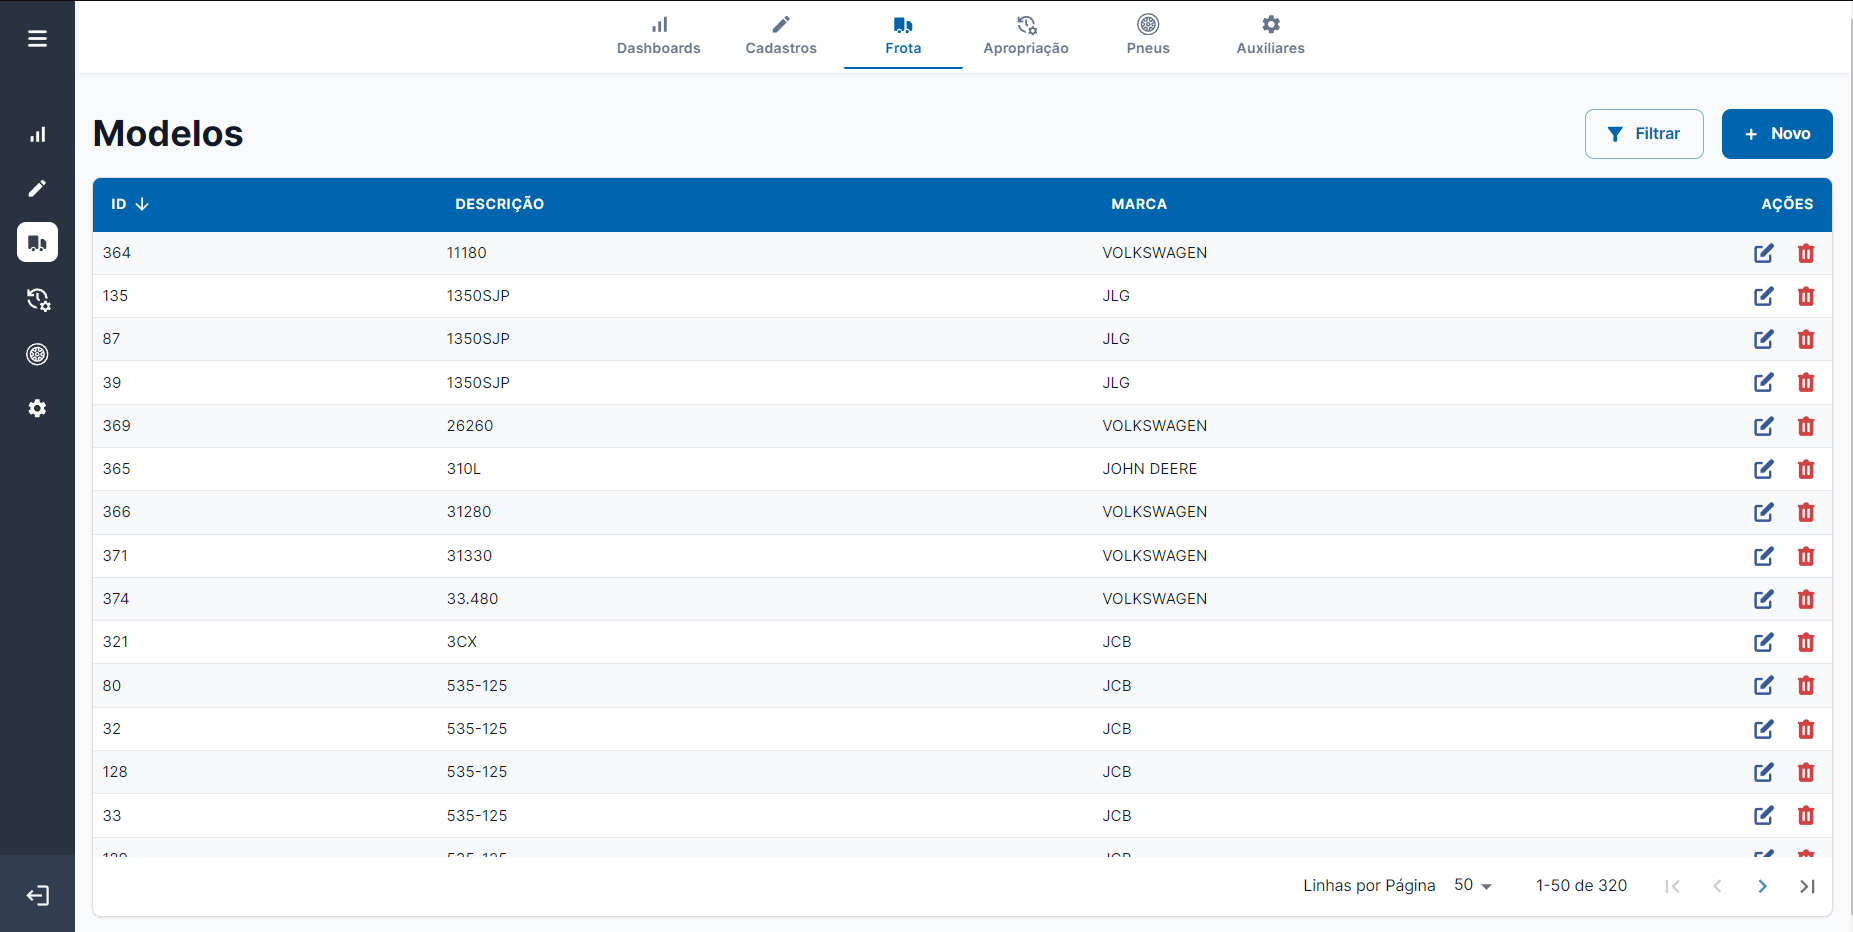 Dashboards Cadastros Frota Apropriação Pneus Auxiliares
Modelos
Filtrar
+ Novo
ID DESCRIÇÃO MARCA AÇÕES
364 11180 VOLKSWAGEN
135 1350SJP JLG
87 1350SJP JLG
39 1350SJP JLG
369 26260 VOLKSWAGEN
365 310L JOHN DEERE
366 31280 VOLKSWAGEN
371 31330 VOLKSWAGEN
374 33.480 VOLKSWAGEN
321 3CX JCB
80 535-125 JCB
32 535-125 JCB
128 535-125 JCB
33 535-125 JCB
Linhas por Página 50 1-50 de 320